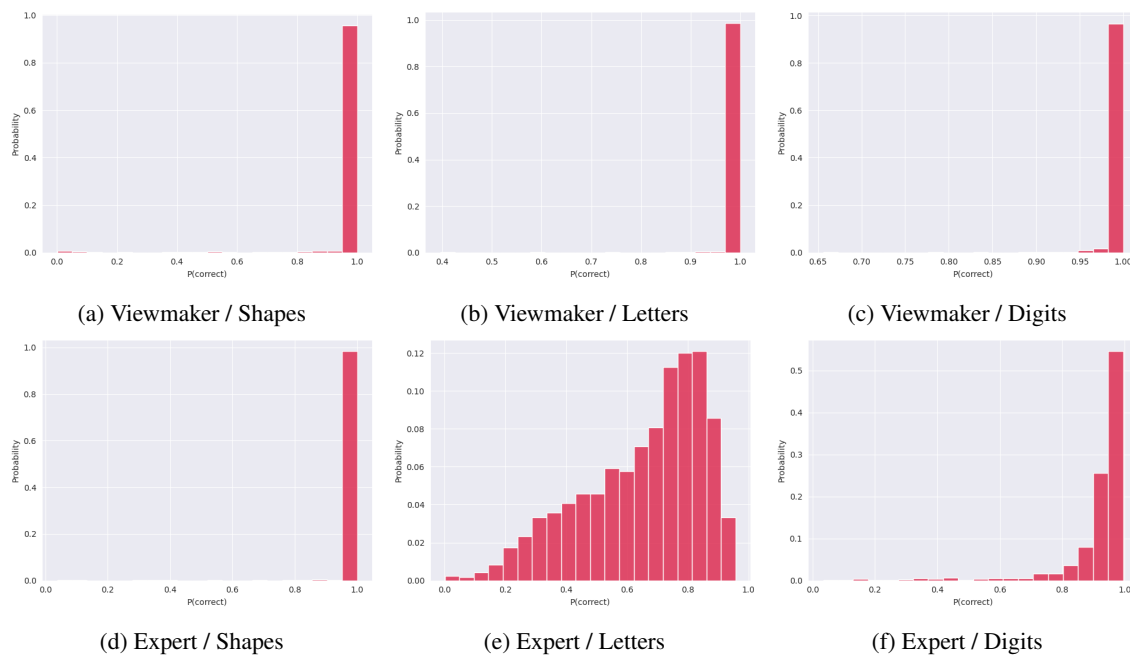 1.0
0.8
0.6
0.4
0.2
0.0
Probability
0.0 0.2 0.4 0.6 0.8 1.0
P(correct)
(a) Viewmaker / Shapes
1.0
0.8
0.6
0.4
0.2
0.0
Probability
0.4 0.5 0.6 0.7 0.8 0.9 1.0
P(correct)
(b) Viewmaker / Letters
1.0
0.8
0.6
0.4
0.2
0.0
Probability
0.65 0.70 0.75 0.80 0.85 0.90 0.95 1.00
P(correct)
(c) Viewmaker / Digits
1.0
0.8
0.6
0.4
0.2
0.0
Probability
0.0 0.2 0.4 0.6 0.8 1.0
P(correct)
(d) Expert / Shapes
0.12
0.10
0.08
0.06
0.04
0.02
0.00
Probability
0.0 0.2 0.4 0.6 0.8 1.0
P(correct)
(e) Expert / Letters
0.5
0.4
0.3
0.2
0.1
0.0
Probability
0.0 0.2 0.4 0.6 0.8 1.0
P(correct)
(f) Expert / Digits